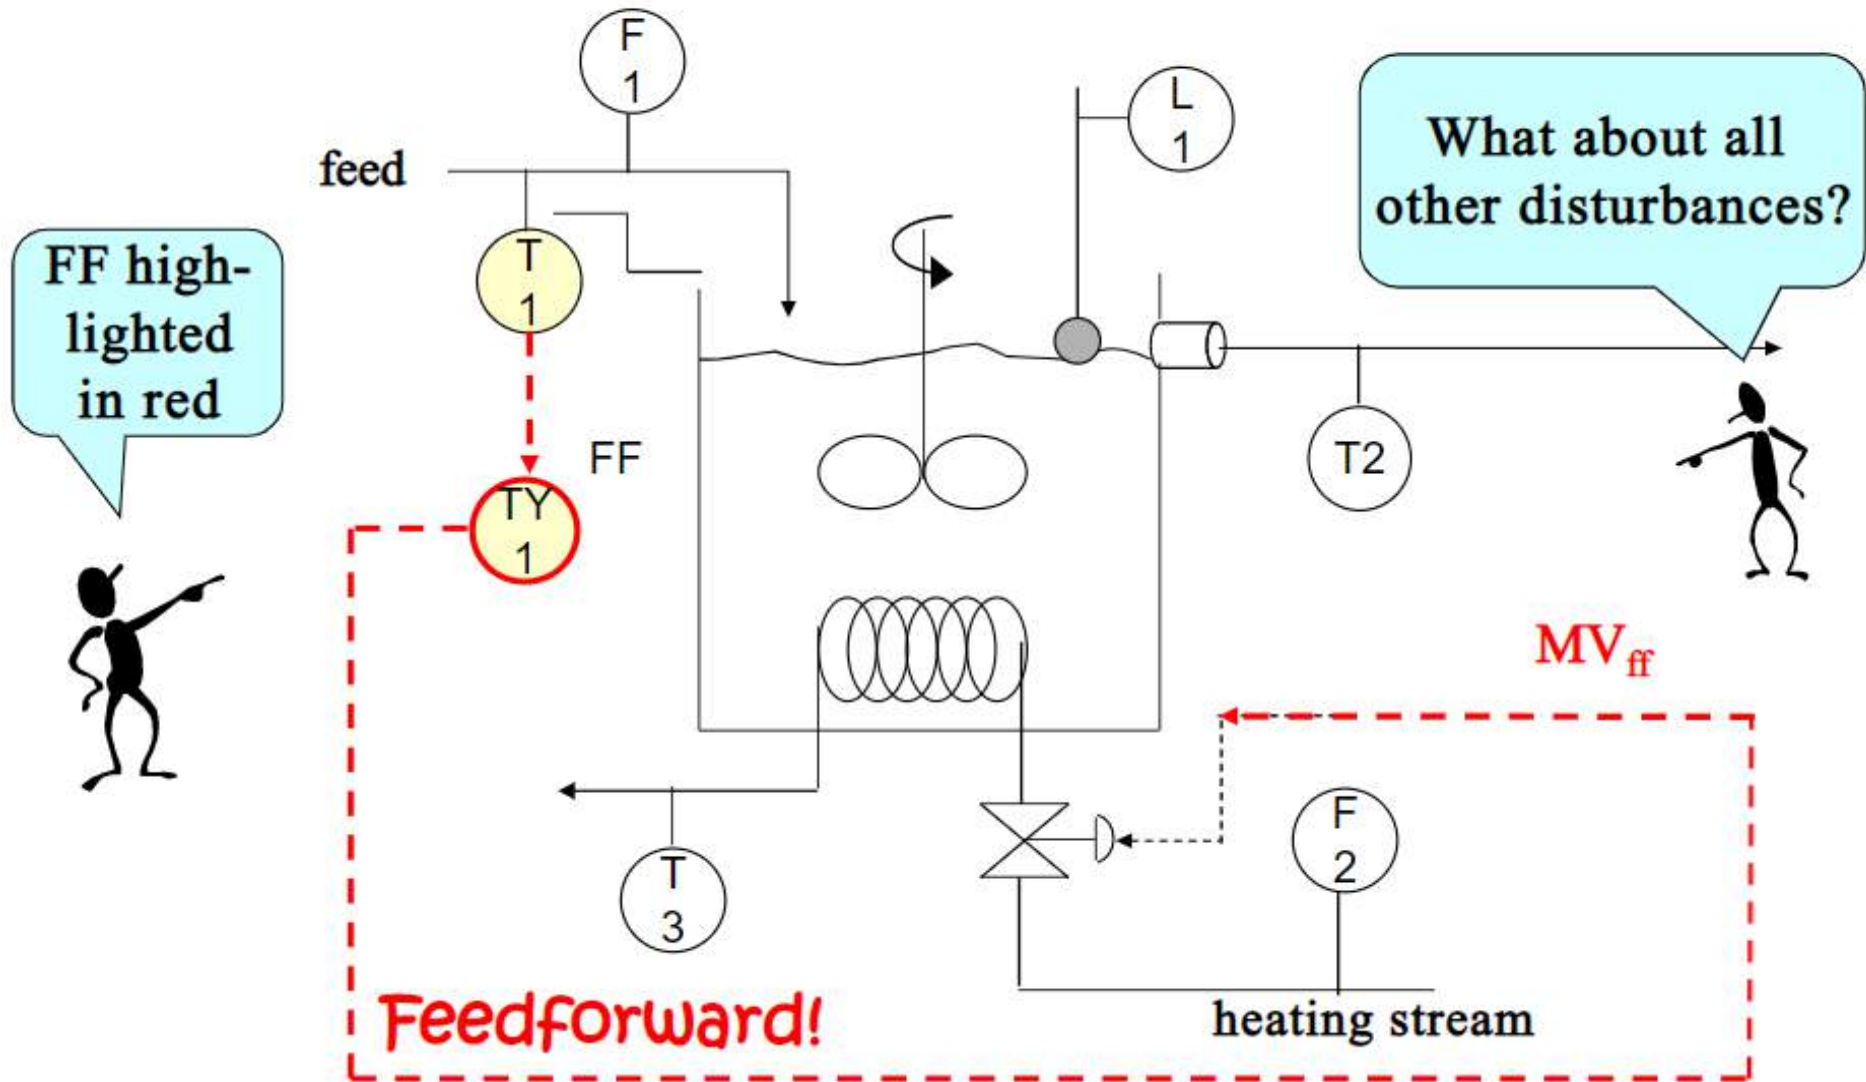 F
1
L
1
What about all
other disturbances?
feed
FF high-
lighted
in red
T
1
FF
T2
TY
1
MVff
F
2
T
3
Feedforward!
heating stream